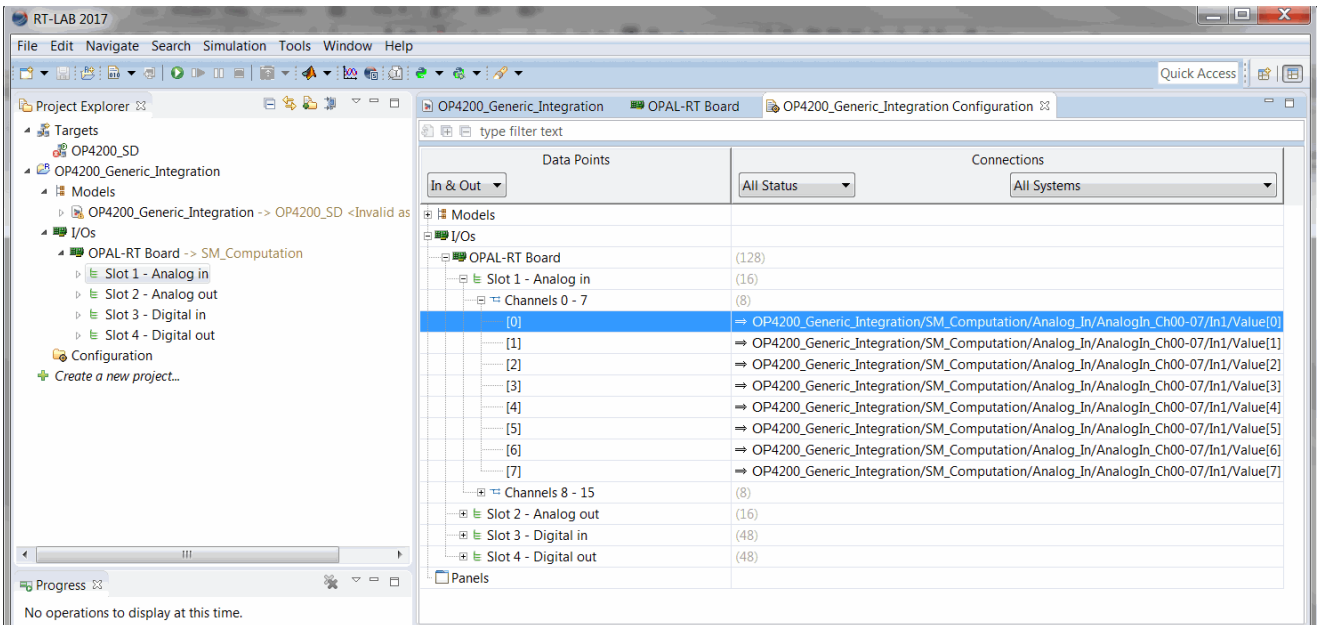 RT-LAB 2017
File Edit Navigate Search Simulation Tools Window Help
Quick Access
Project Explorer
Targets
OP4200_SD
OP4200_Generic_Integration
Models
OP4200_Generic_Integration -> OP4200_SD <Invalid as
I/Os
OPAL-RT Board -> SM_Computation
Slot 1 - Analog in
Slot 2 - Analog out
Slot 3 - Digital in
Slot 4 - Digital out
Configuration
Create a new project...
Progress
No operations to display at this time.
OP4200_Generic_Integration OPAL-RT Board OP4200_Generic_Integration Configuration
type filter text
Data Points Connections
In & Out All Status All Systems
Models
I/Os
OPAL-RT Board (128)
Slot 1 - Analog in (16)
Channels 0 - 7 (8)
[0] ⇒ OP4200_Generic_Integration/SM_Computation/Analog_In/AnalogIn_Ch00-07/In1/Value[0]
[1] ⇒ OP4200_Generic_Integration/SM_Computation/Analog_In/AnalogIn_Ch00-07/In1/Value[1]
[2] ⇒ OP4200_Generic_Integration/SM_Computation/Analog_In/AnalogIn_Ch00-07/In1/Value[2]
[3] ⇒ OP4200_Generic_Integration/SM_Computation/Analog_In/AnalogIn_Ch00-07/In1/Value[3]
[4] ⇒ OP4200_Generic_Integration/SM_Computation/Analog_In/AnalogIn_Ch00-07/In1/Value[4]
[5] ⇒ OP4200_Generic_Integration/SM_Computation/Analog_In/AnalogIn_Ch00-07/In1/Value[5]
[6] ⇒ OP4200_Generic_Integration/SM_Computation/Analog_In/AnalogIn_Ch00-07/In1/Value[6]
[7] ⇒ OP4200_Generic_Integration/SM_Computation/Analog_In/AnalogIn_Ch00-07/In1/Value[7]
Channels 8 - 15 (8)
Slot 2 - Analog out (16)
Slot 3 - Digital in (48)
Slot 4 - Digital out (48)
Panels